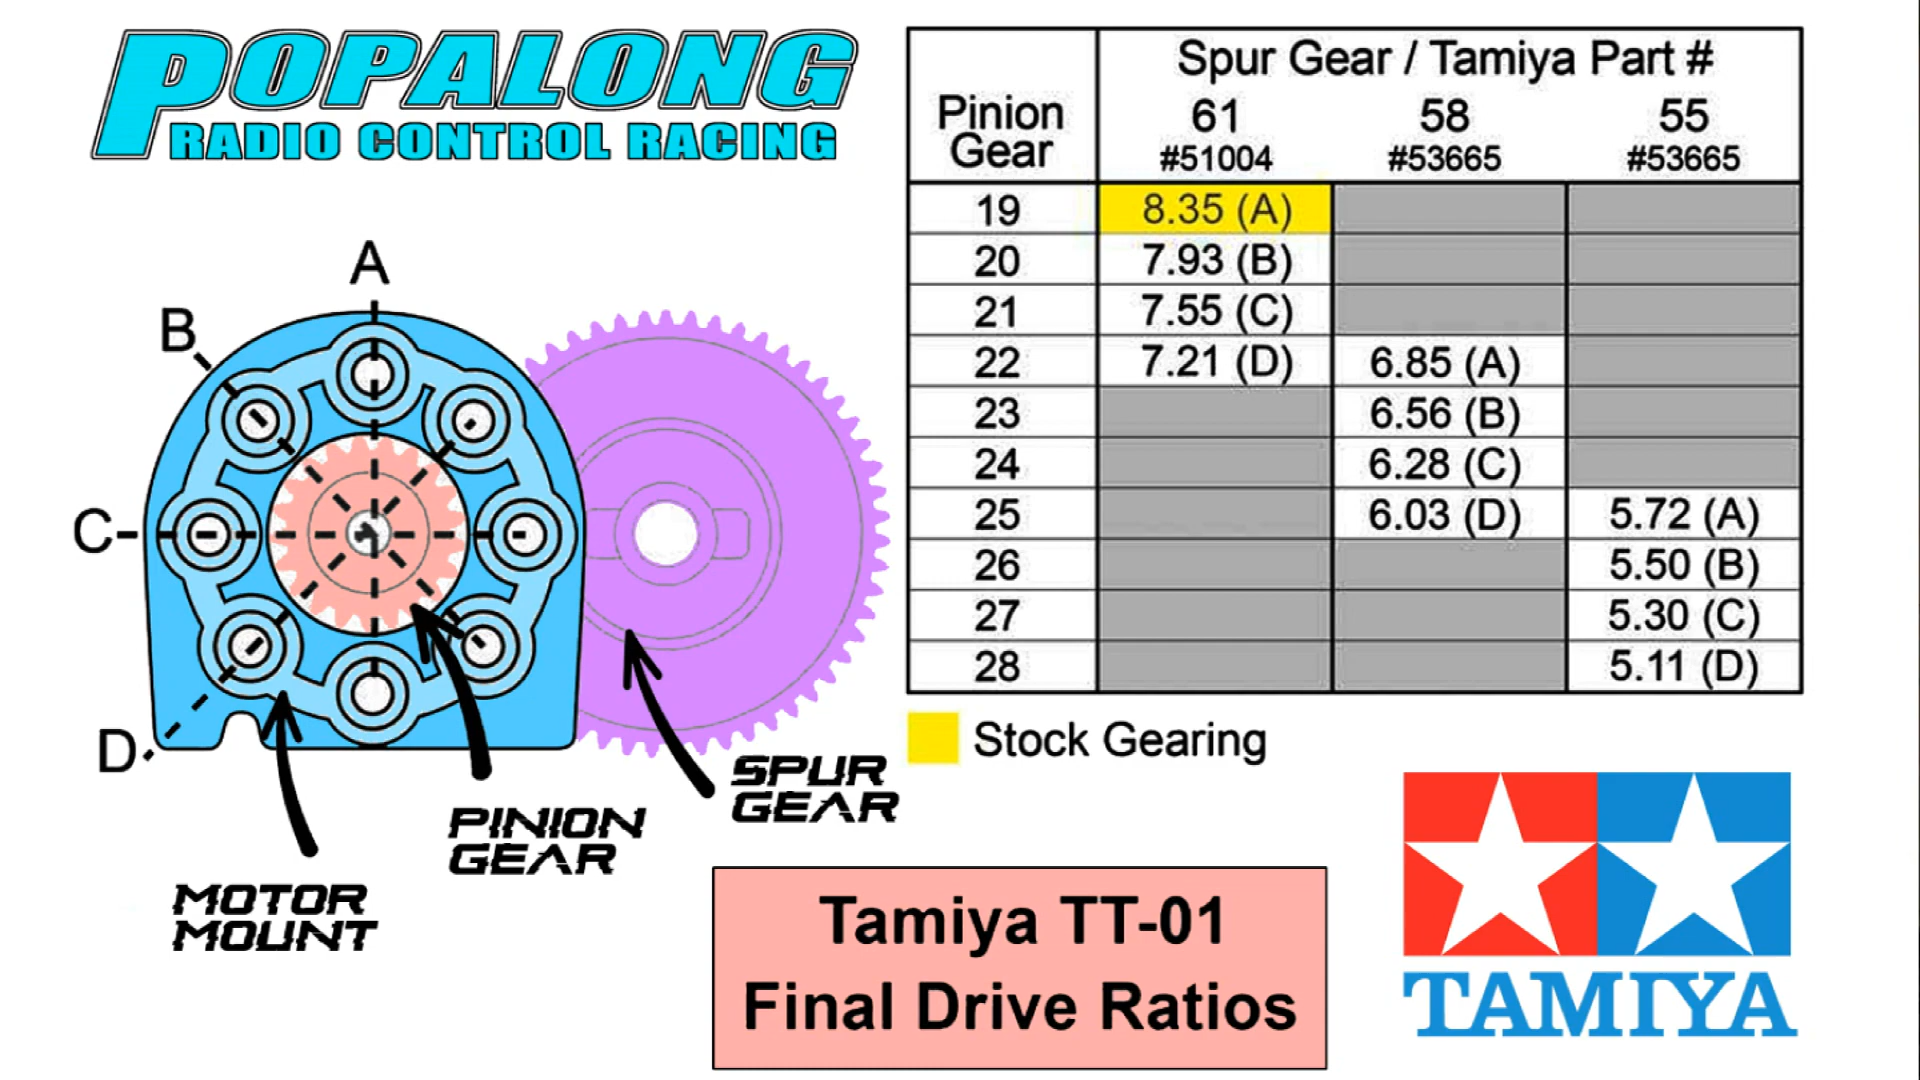 POPALONG
RADIO CONTROL RACING
A
B
C
D
MOTOR
MOUNT
PINION
GEAR
SPUR
GEAR
Pinion
Gear
Spur Gear / Tamiya Part #
61 58 55
#51004 #53665 #53665
19 8.35 (A)
20 7.93 (B)
21 7.55 (C)
22 7.21 (D) 6.85 (A)
23 6.56 (B)
24 6.28 (C)
25 6.03 (D) 5.72 (A)
26 5.50 (B)
27 5.30 (C)
28 5.11 (D)
Stock Gearing
Tamiya TT-01
Final Drive Ratios
TAMIYA